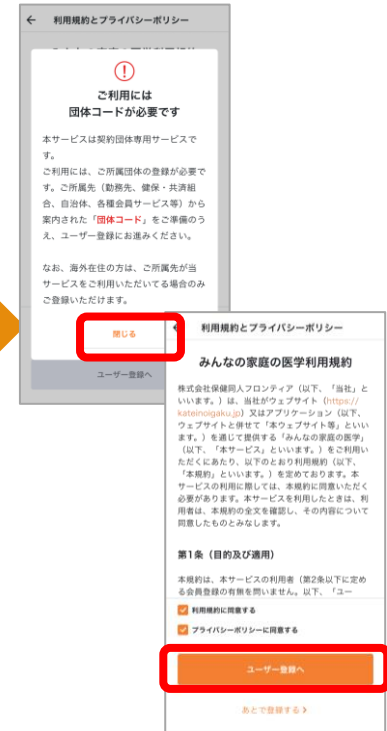 ← 利用規約とプライバシーポリシー
ご利用には
団体コードが必要です
本サービスは契約団体専用サービスで
す。
ご利用には、ご所属団体の登録が必要で
す。ご所属先（勤務先、健保・共済組
合、自治体、各種会員サービス等）から
案内された「団体コード」をご準備のう
え、ユーザー登録にお進みください。
なお、海外在住の方は、ご所属先が当
サービスをご利用いただいてる場合のみ
ご登録いただけます。
閉じる
ユーザー登録へ
利用規約とプライバシーポリシー
みんなの家庭の医学利用規約
株式会社保健同人フロンティア（以下、「当社」と
いいます。）は、当社がウェブサイト（https://
kateinoigaku.jp）又はアプリケーション（以下、
ウェブサイトと併せて「本ウェブサイト等」といい
ます。）を通じて提供する「みんなの家庭の医学」
（以下、「本サービス」といいます。）をご利用い
ただくにあたり、以下のとおり利用規約（以下、
「本規約」といいます。）を定めております。本
サービスの利用に際しては、本規約に同意いただく
必要があります。本サービスを利用したときは、利
用者は、本規約の全文を確認し、その内容について
同意したものとみなします。
第1条（目的及び適用）
本規約は、本サービスの利用者（第2条以下に定め
る会員登録の有無を問いません。以下、「ユー
利用規約に同意する
プライバシーポリシーに同意する
ユーザー登録へ
あとで登録する